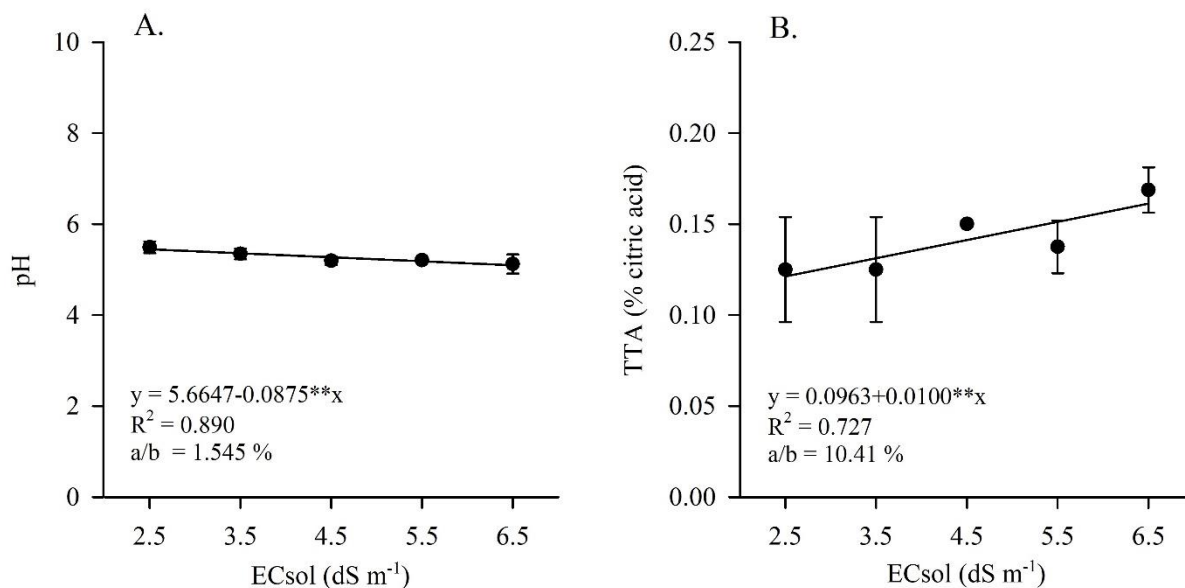 A.
10
8
6
4
2
0
pH
y = 5.6647-0.0875**x
R² = 0.890
a/b = 1.545 %
2.5 3.5 4.5 5.5 6.5
ECsol (dS m⁻¹)
B.
0.25
0.20
0.15
0.10
0.05
0.00
TTA (% citric acid)
y = 0.0963+0.0100**x
R² = 0.727
a/b = 10.41 %
2.5 3.5 4.5 5.5 6.5
ECsol (dS m⁻¹)